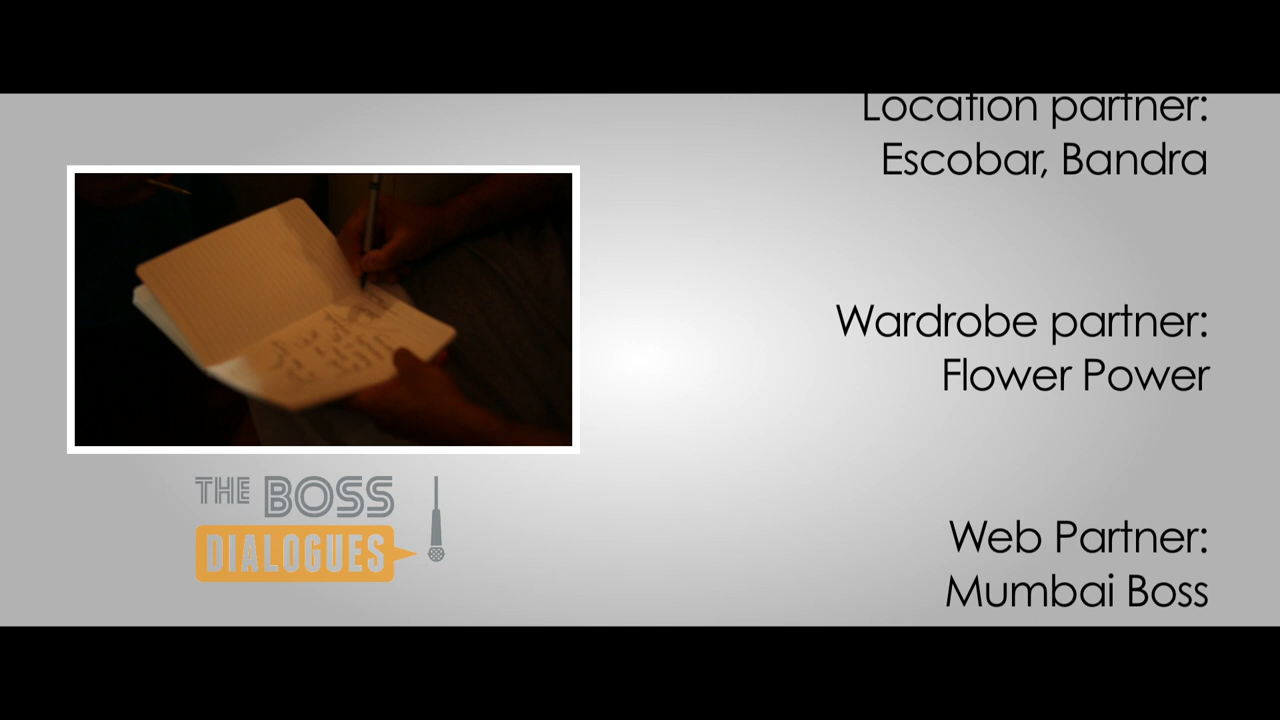 Location partner:
Escobar, Bandra
Wardrobe partner:
Flower Power
Web Partner:
Mumbai Boss
THE BOSS
DIALOGUES